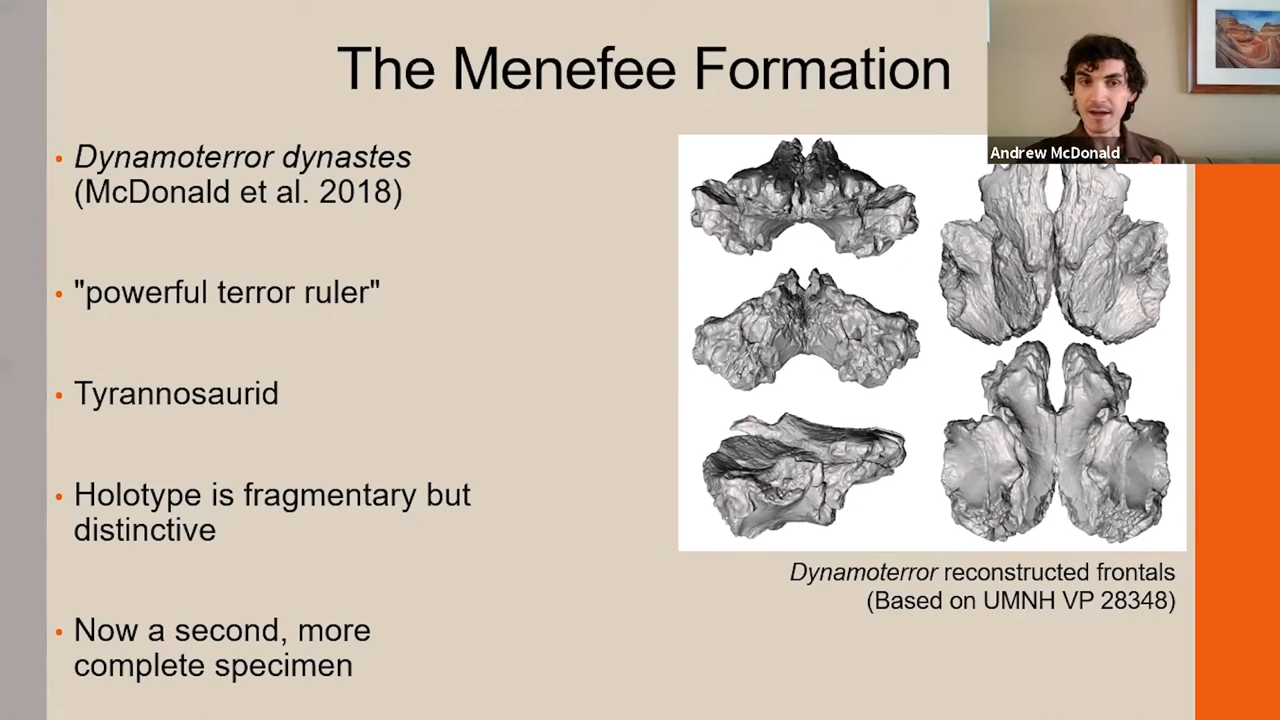 The Menefee Formation
Andrew McDonald
Dynamoterror dynastes
(McDonald et al. 2018)
"powerful terror ruler"
Tyrannosaurid
Holotype is fragmentary but
distinctive
Now a second, more
complete specimen
Dynamoterror reconstructed frontals
(Based on UMNH VP 28348)